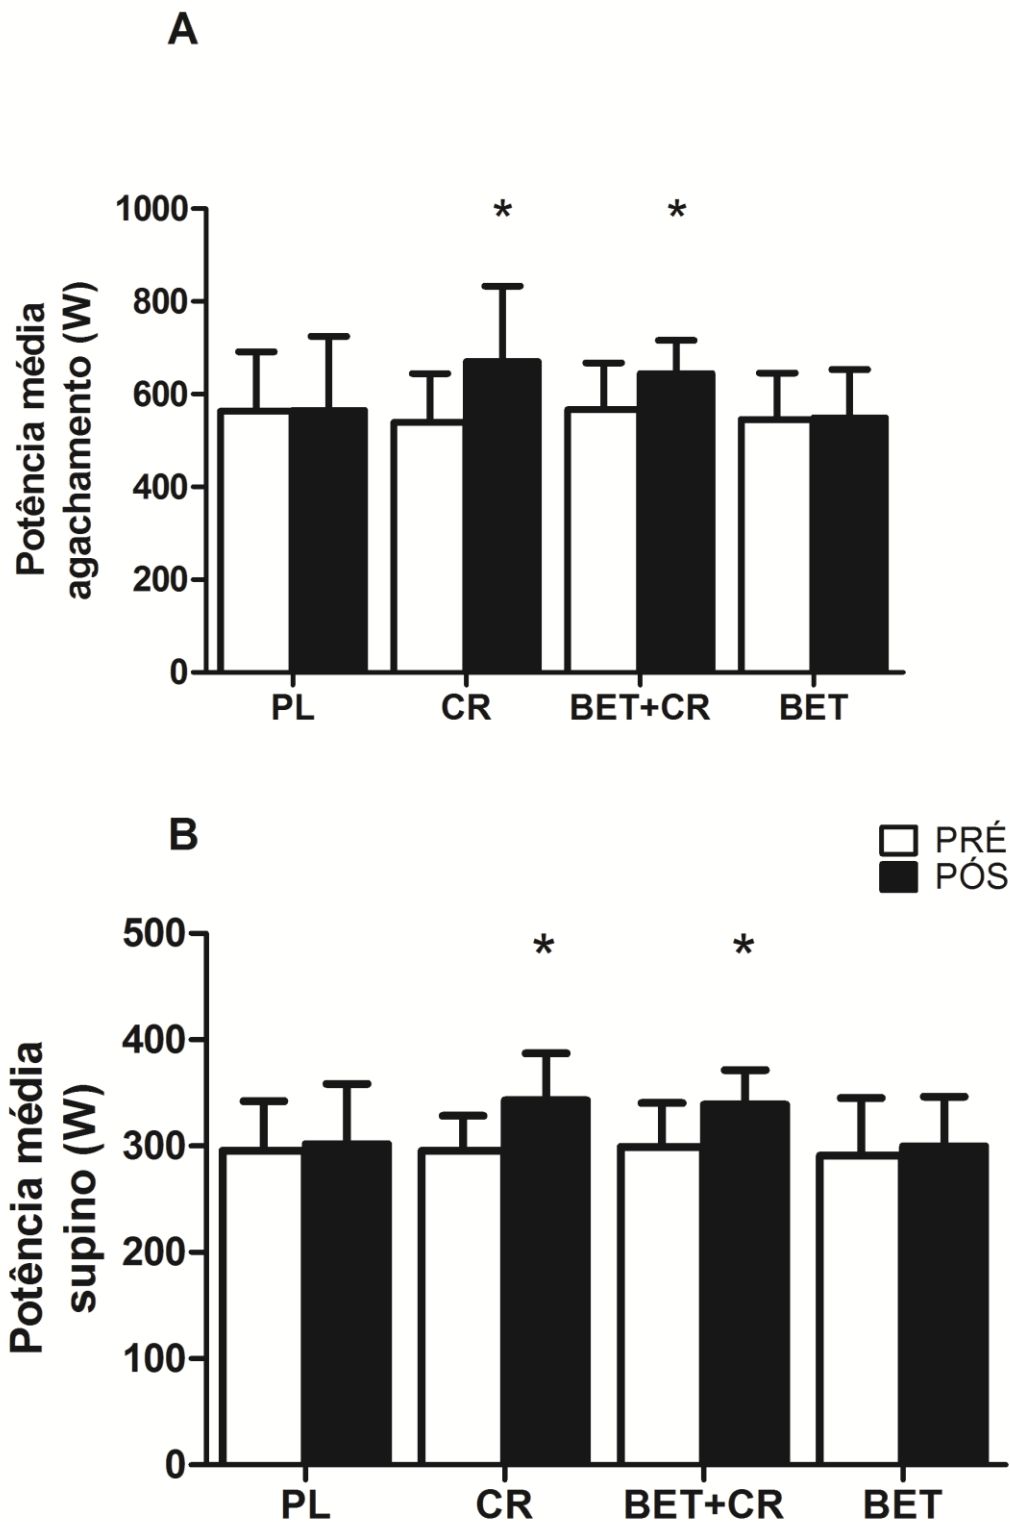 A
Potência média
agachamento (W)
1000
800
600
400
200
0
*
*
PL
CR
BET+CR
BET
B
PRÉ
PÓS
Potência média
supino (W)
500
400
300
200
100
0
*
*
PL
CR
BET+CR
BET